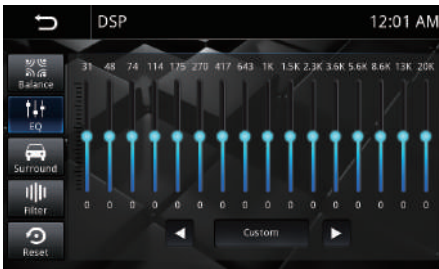 DSP 12:01 AM
Balance
EQ
Surround
Filter
Reset
31 48 74 114 175 270 417 643 1K 1.5K 2.3K 3.6K 5.6K 8.6K 13K 20K
0 0 0 0 0 0 0 0 0 0 0 0 0 0 0 0
Custom